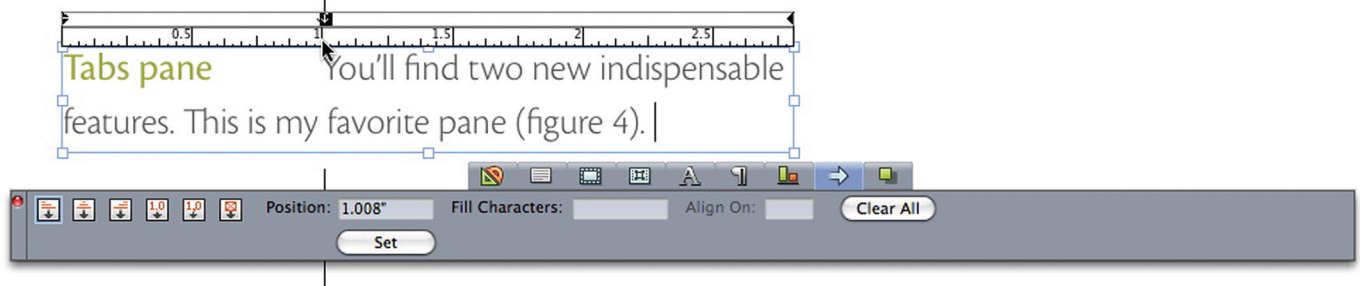 0.5 1 1.5 2 2.5
Tabs pane You'll find two new indispensable
features. This is my favorite pane (figure 4).
A ¶
1.0 1,0 Position: 1.008" Fill Characters: Align On: Clear All
Set